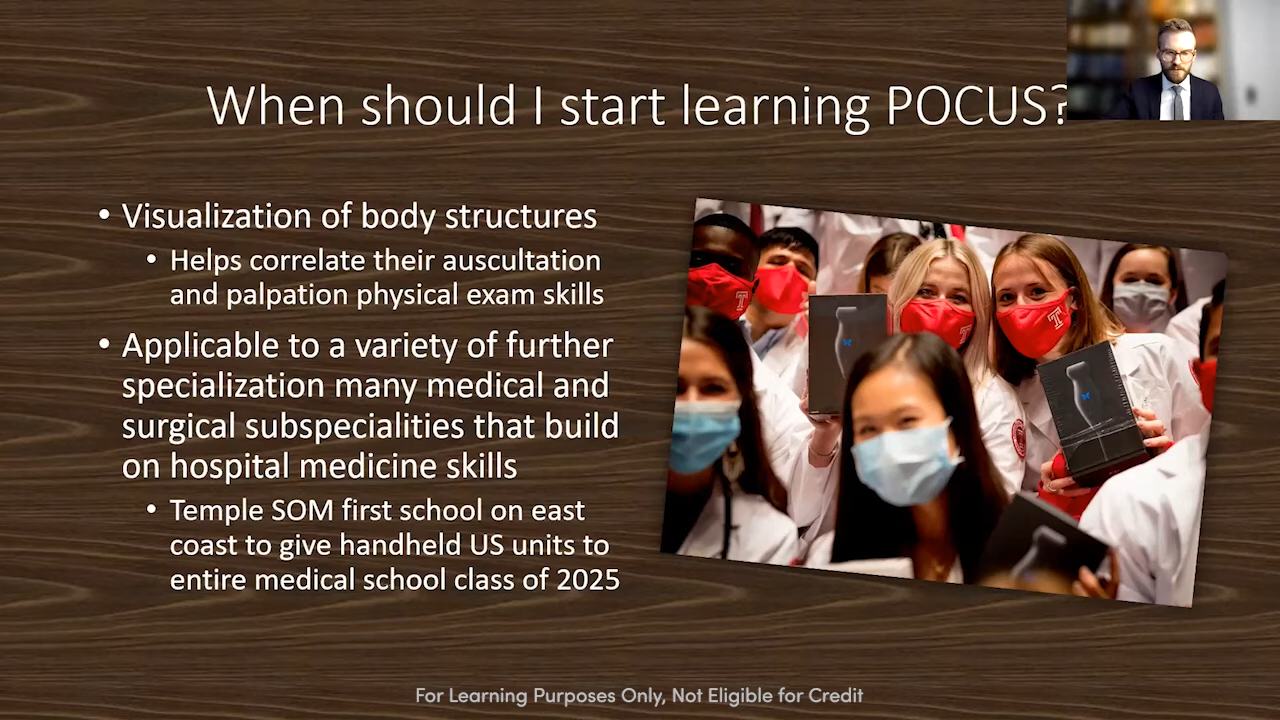 When should I start learning POCUS?
• Visualization of body structures
• Helps correlate their auscultation
and palpation physical exam skills
• Applicable to a variety of further
specialization many medical and
surgical subspecialities that build
on hospital medicine skills
• Temple SOM first school on east
coast to give handheld US units to
entire medical school class of 2025
T
T
T
For Learning Purposes Only, Not Eligible for Credit